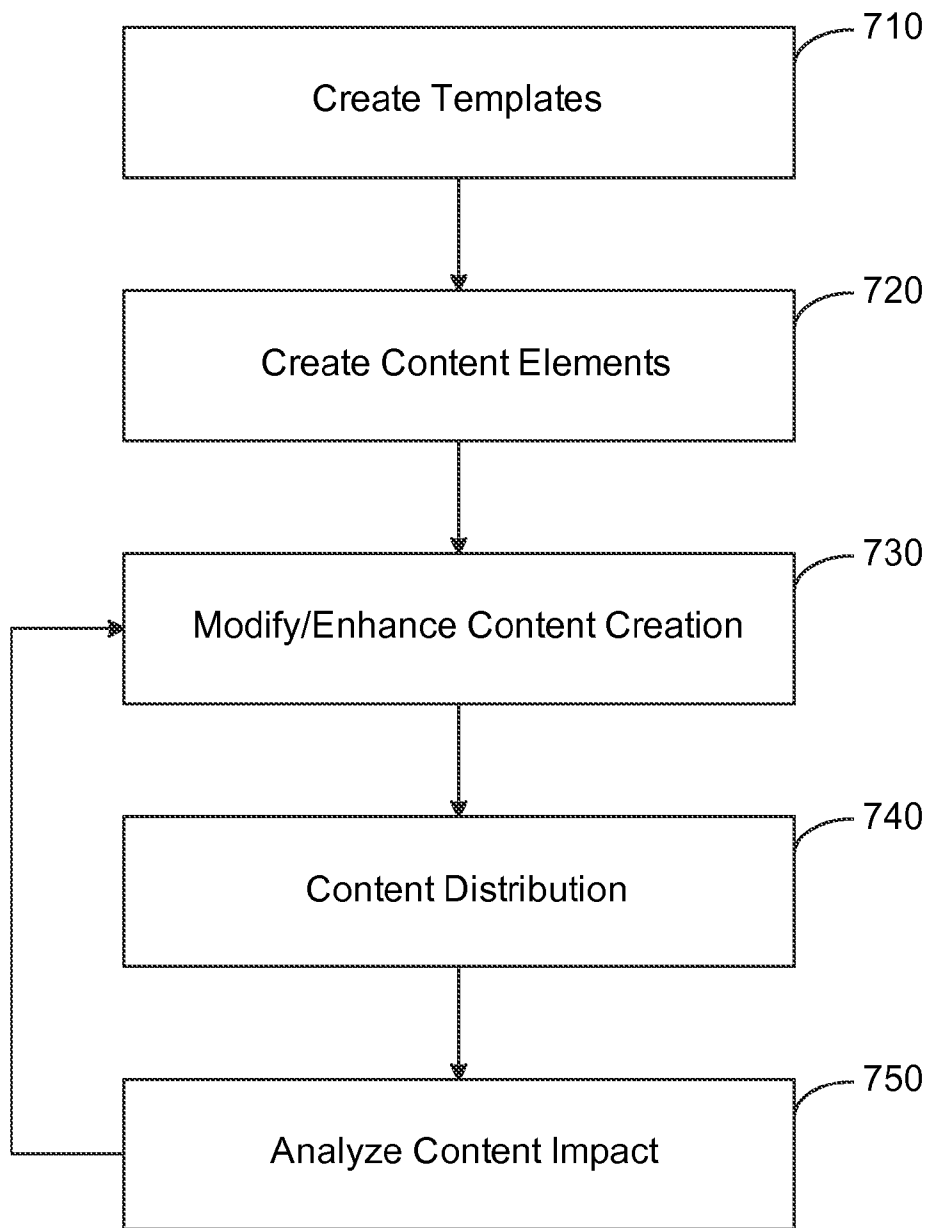 710
Create Templates
720
Create Content Elements
730
Modify/Enhance Content Creation
740
Content Distribution
750
Analyze Content Impact